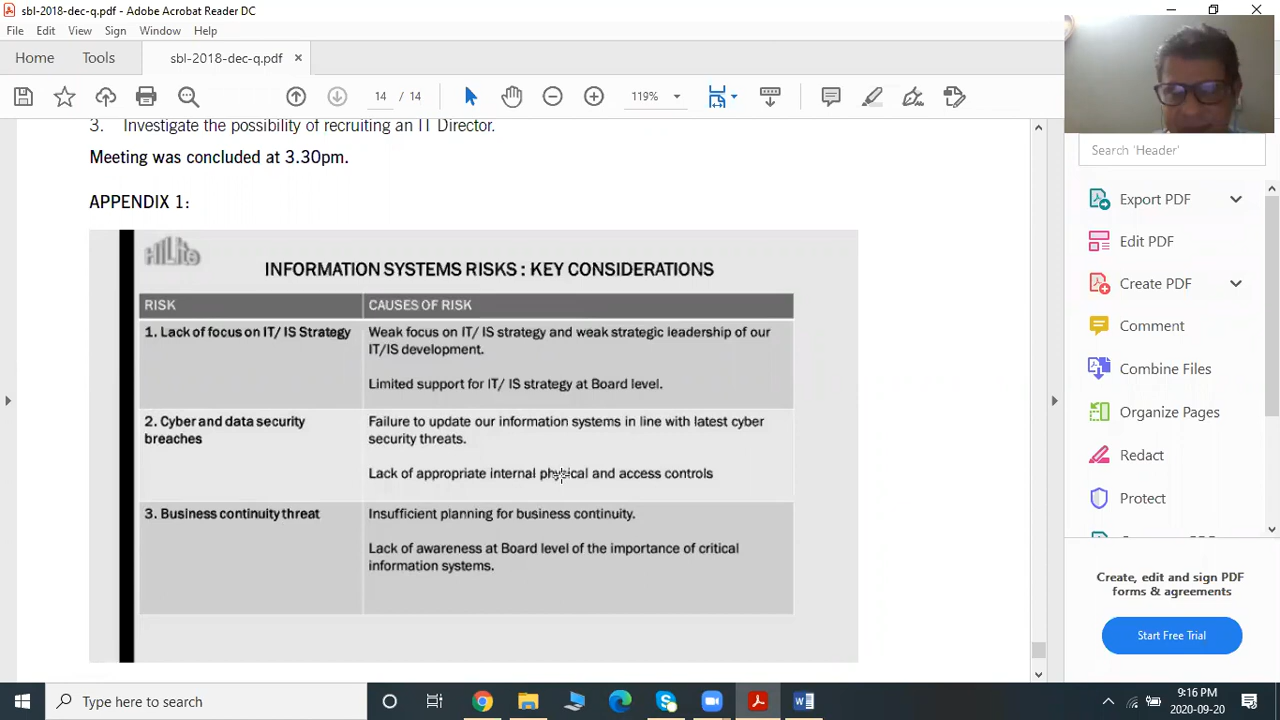 sbl-2018-dec-q.pdf - Adobe Acrobat Reader DC
File Edit View Sign Window Help
Home Tools sbl-2018-dec-q.pdf ×
14 / 14 119%
3. Investigate the possibility of recruiting an IT Director.
Meeting was concluded at 3.30pm.
APPENDIX 1:
HiLite
INFORMATION SYSTEMS RISKS : KEY CONSIDERATIONS
RISK CAUSES OF RISK
1. Lack of focus on IT/ IS Strategy
Weak focus on IT/ IS strategy and weak strategic leadership of our
IT/IS development.
Limited support for IT/ IS strategy at Board level.
2. Cyber and data security
breaches
Failure to update our information systems in line with latest cyber
security threats.
Lack of appropriate internal physical and access controls
3. Business continuity threat
Insufficient planning for business continuity.
Lack of awareness at Board level of the importance of critical
information systems.
Search 'Header'
Export PDF
Edit PDF
Create PDF
Comment
Combine Files
Organize Pages
Redact
Protect
Create, edit and sign PDF
forms & agreements
Start Free Trial
Type here to search
9:16 PM
2020-09-20